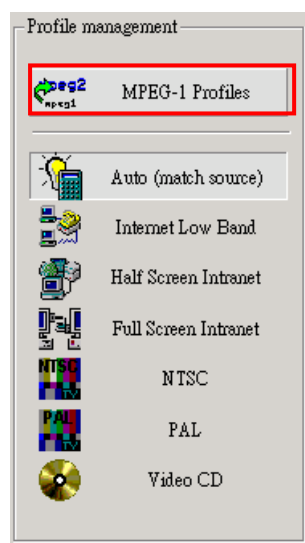 Profile management
mpeg2
mpeg1
MPEG-1 Profiles
Auto (match source)
Internet Low Band
Half Screen Intranet
Full Screen Intranet
NTSC
TV
NTSC
PAL
TV
PAL
Video CD